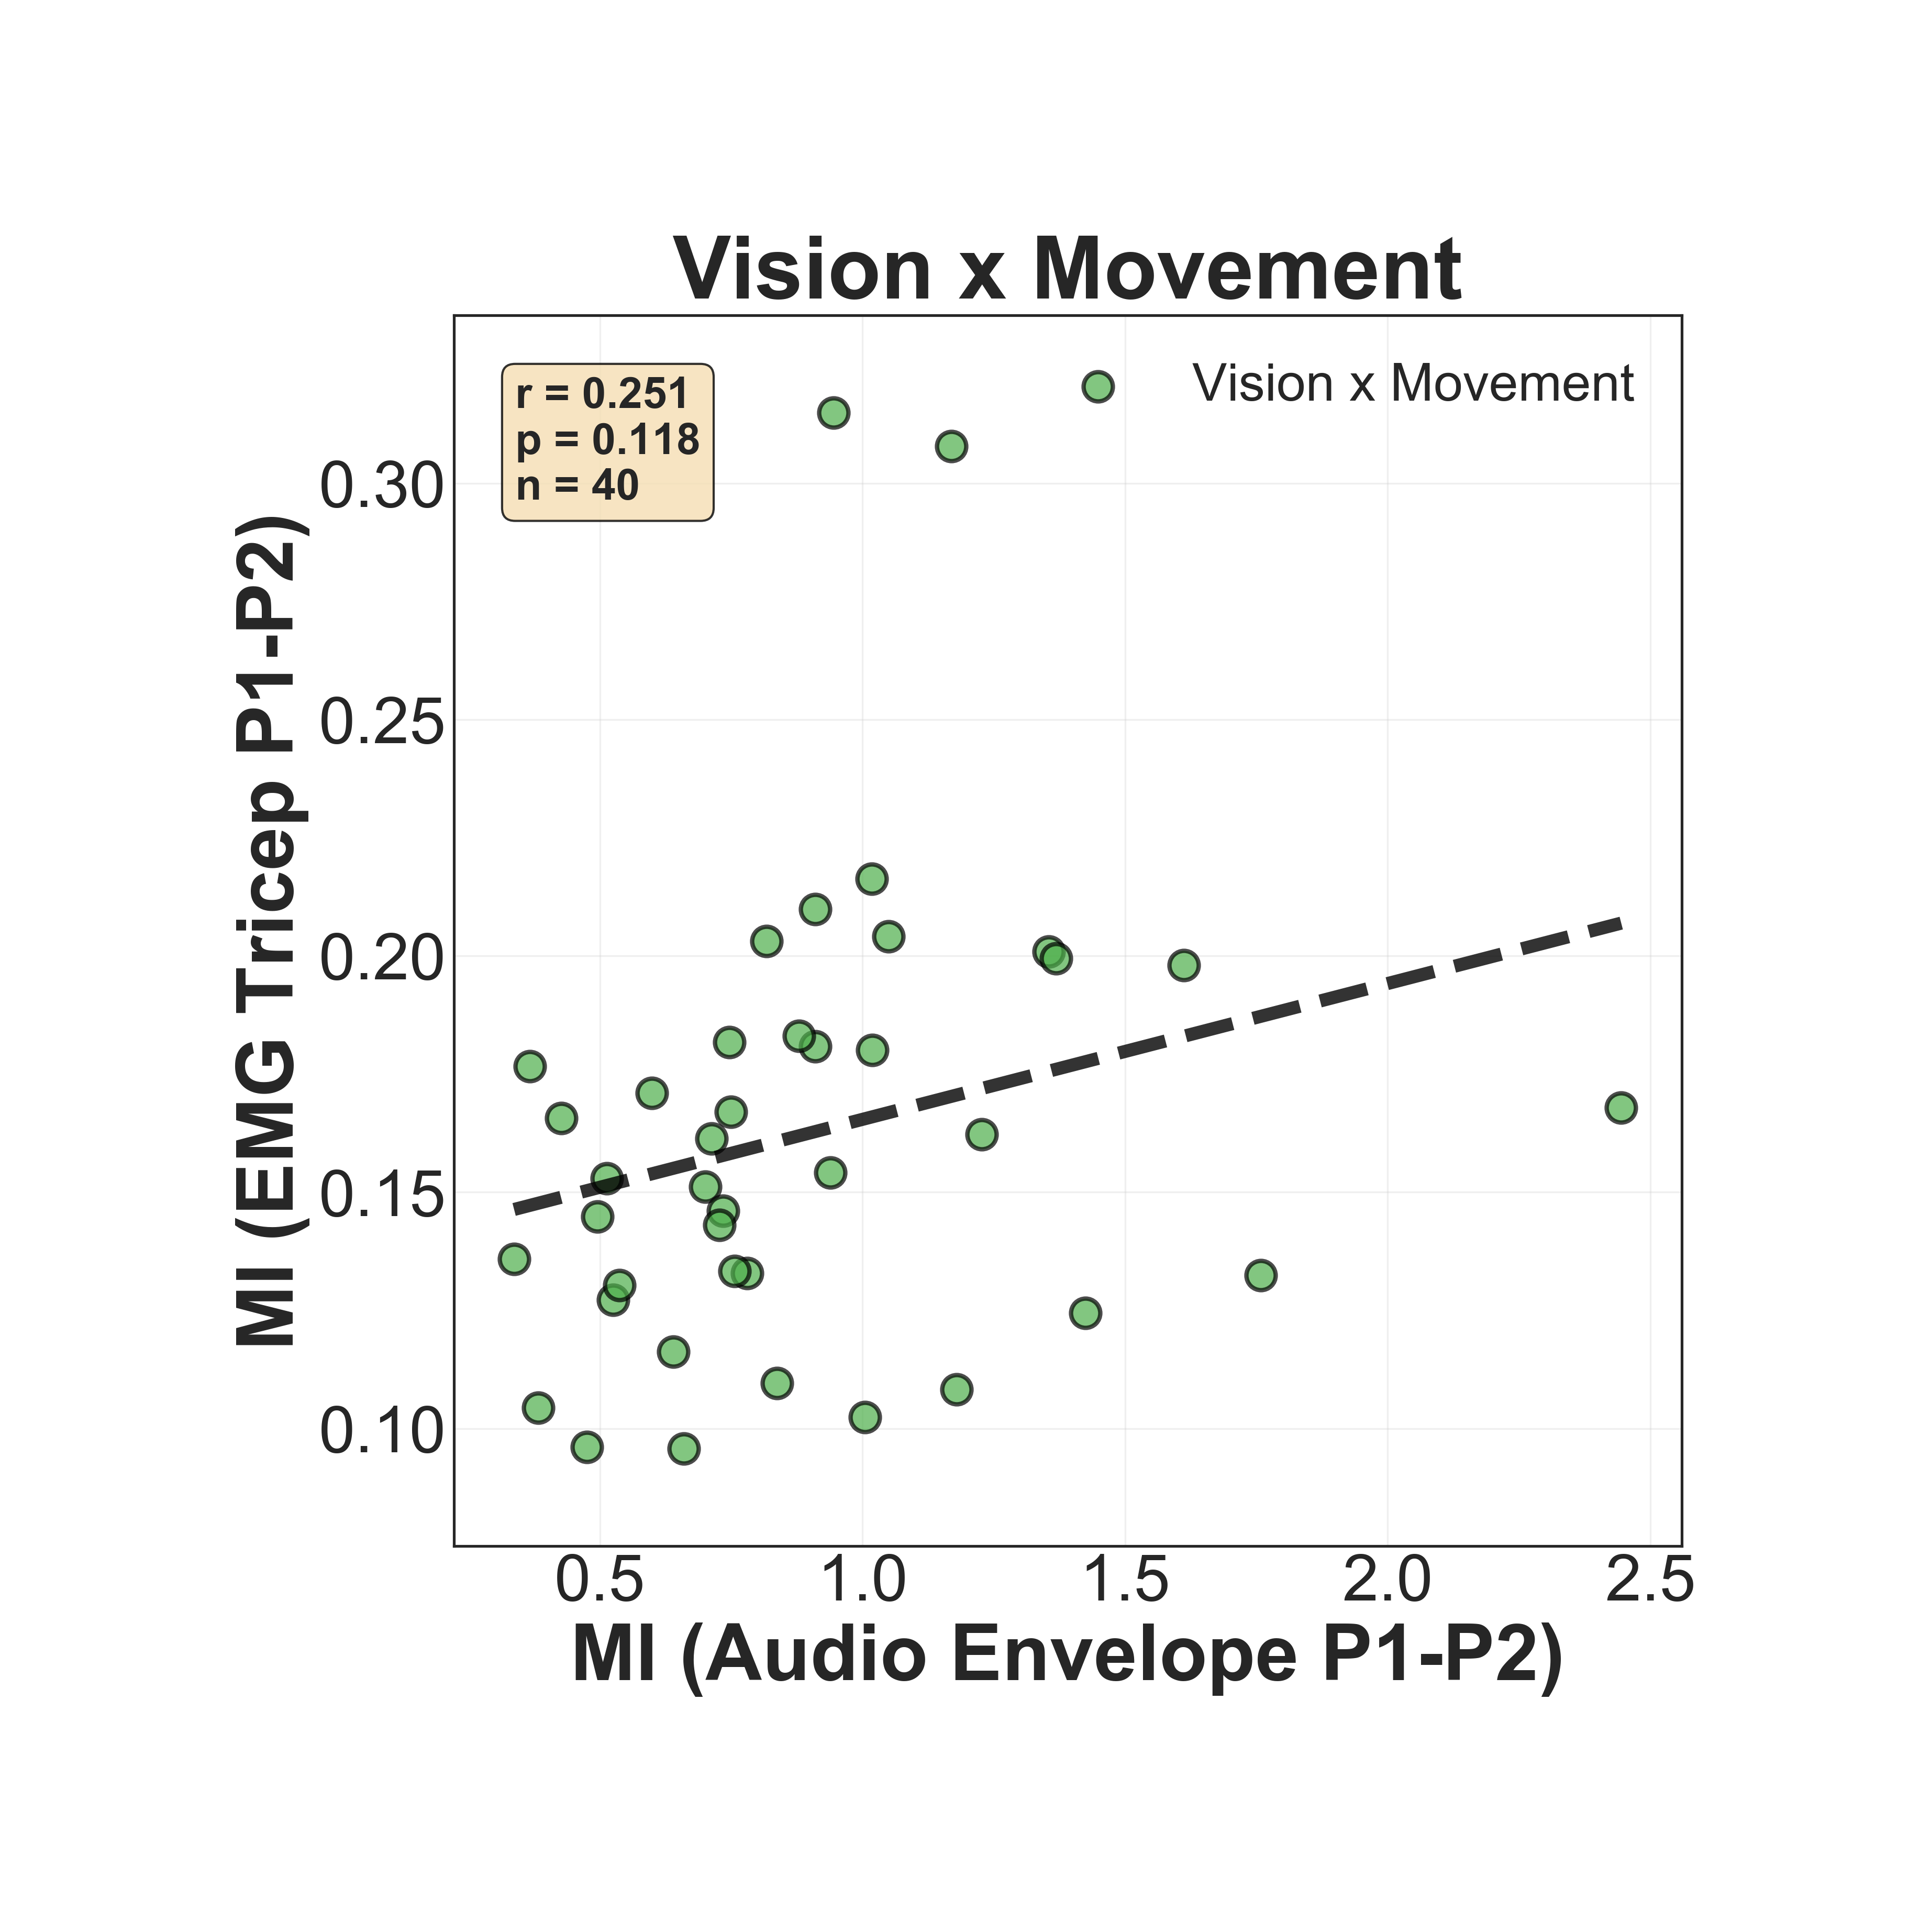 Vision x Movement
r = 0.251
p = 0.118
n = 40
Vision x Movement
MI (EMG Tricep P1-P2)
0.30
0.25
0.20
0.15
0.10
0.5 1.0 1.5 2.0 2.5
MI (Audio Envelope P1-P2)